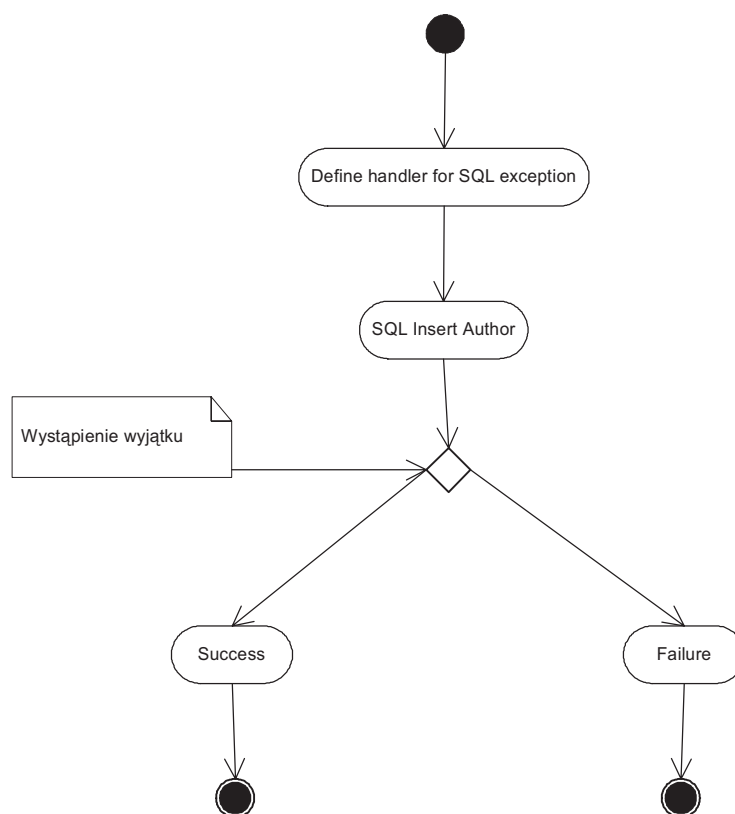 Define handler for SQL exception
SQL Insert Author
Wystąpienie wyjątku
Success
Failure